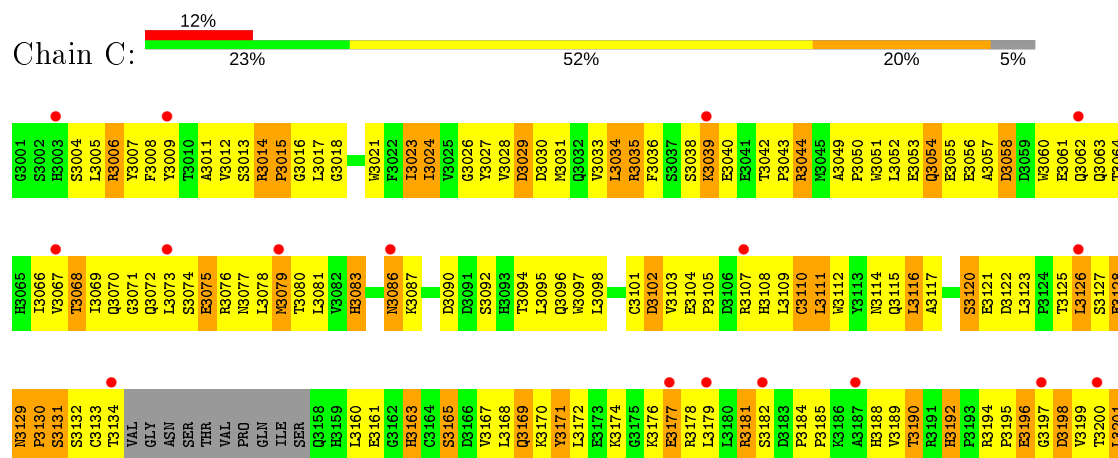 12%
Chain C:
23% 52% 20% 5%
G3001 S3002 H3003 S3004 L3005 R3006 Y3007 F3008 Y3009 T3010 A3011 V3012 S3013 R3014 P3015 G3016 L3017 G3018 W3021 F3022 I3023 I3024 V3025 G3026 Y3027 V3028 D3029 D3030 M3031 Q3032 V3033 L3034 R3035 F3036 S3037 S3038 K3039 E3040 E3041 T3042 P3043 R3044 M3045 A3049 P3050 W3051 L3052 E3053 Q3054 E3055 E3056 A3057 D3058 D3059 W3060 E3061 Q3062 Q3063 T3064
H3065 I3066 V3067 T3068 I3069 Q3070 G3071 Q3072 L3073 S3074 E3075 R3076 N3077 L3078 M3079 T3080 L3081 V3082 H3083 N3086 K3087 D3090 D3091 S3092 H3093 T3094 L3095 Q3096 W3097 L3098 C3101 D3102 V3103 E3104 P3105 D3106 R3107 H3108 L3109 C3110 L3111 W3112 Y3113 N3114 Q3115 L3116 A3117 S3120 E3121 D3122 L3123 P3124 T3125 L3126 S3127
N3129 P3130 S3131 S3132 C3133 T3134 VAL GLY ASN SER THR VAL PRO GLN ILE SER Q3158 H3159 L3160 E3161 G3162 H3163 C3164 S3165 D3166 V3167 L3168 Q3169 K3170 Y3171 L3172 E3173 K3174 G3175 K3176 E3177 R3178 L3179 L3180 R3181 S3182 D3183 P3184 P3185 K3186 A3187 H3188 V3189 T3190 R3191 H3192 P3193 R3194 P3195 E3196 G3197 D3198 V3199 T3200